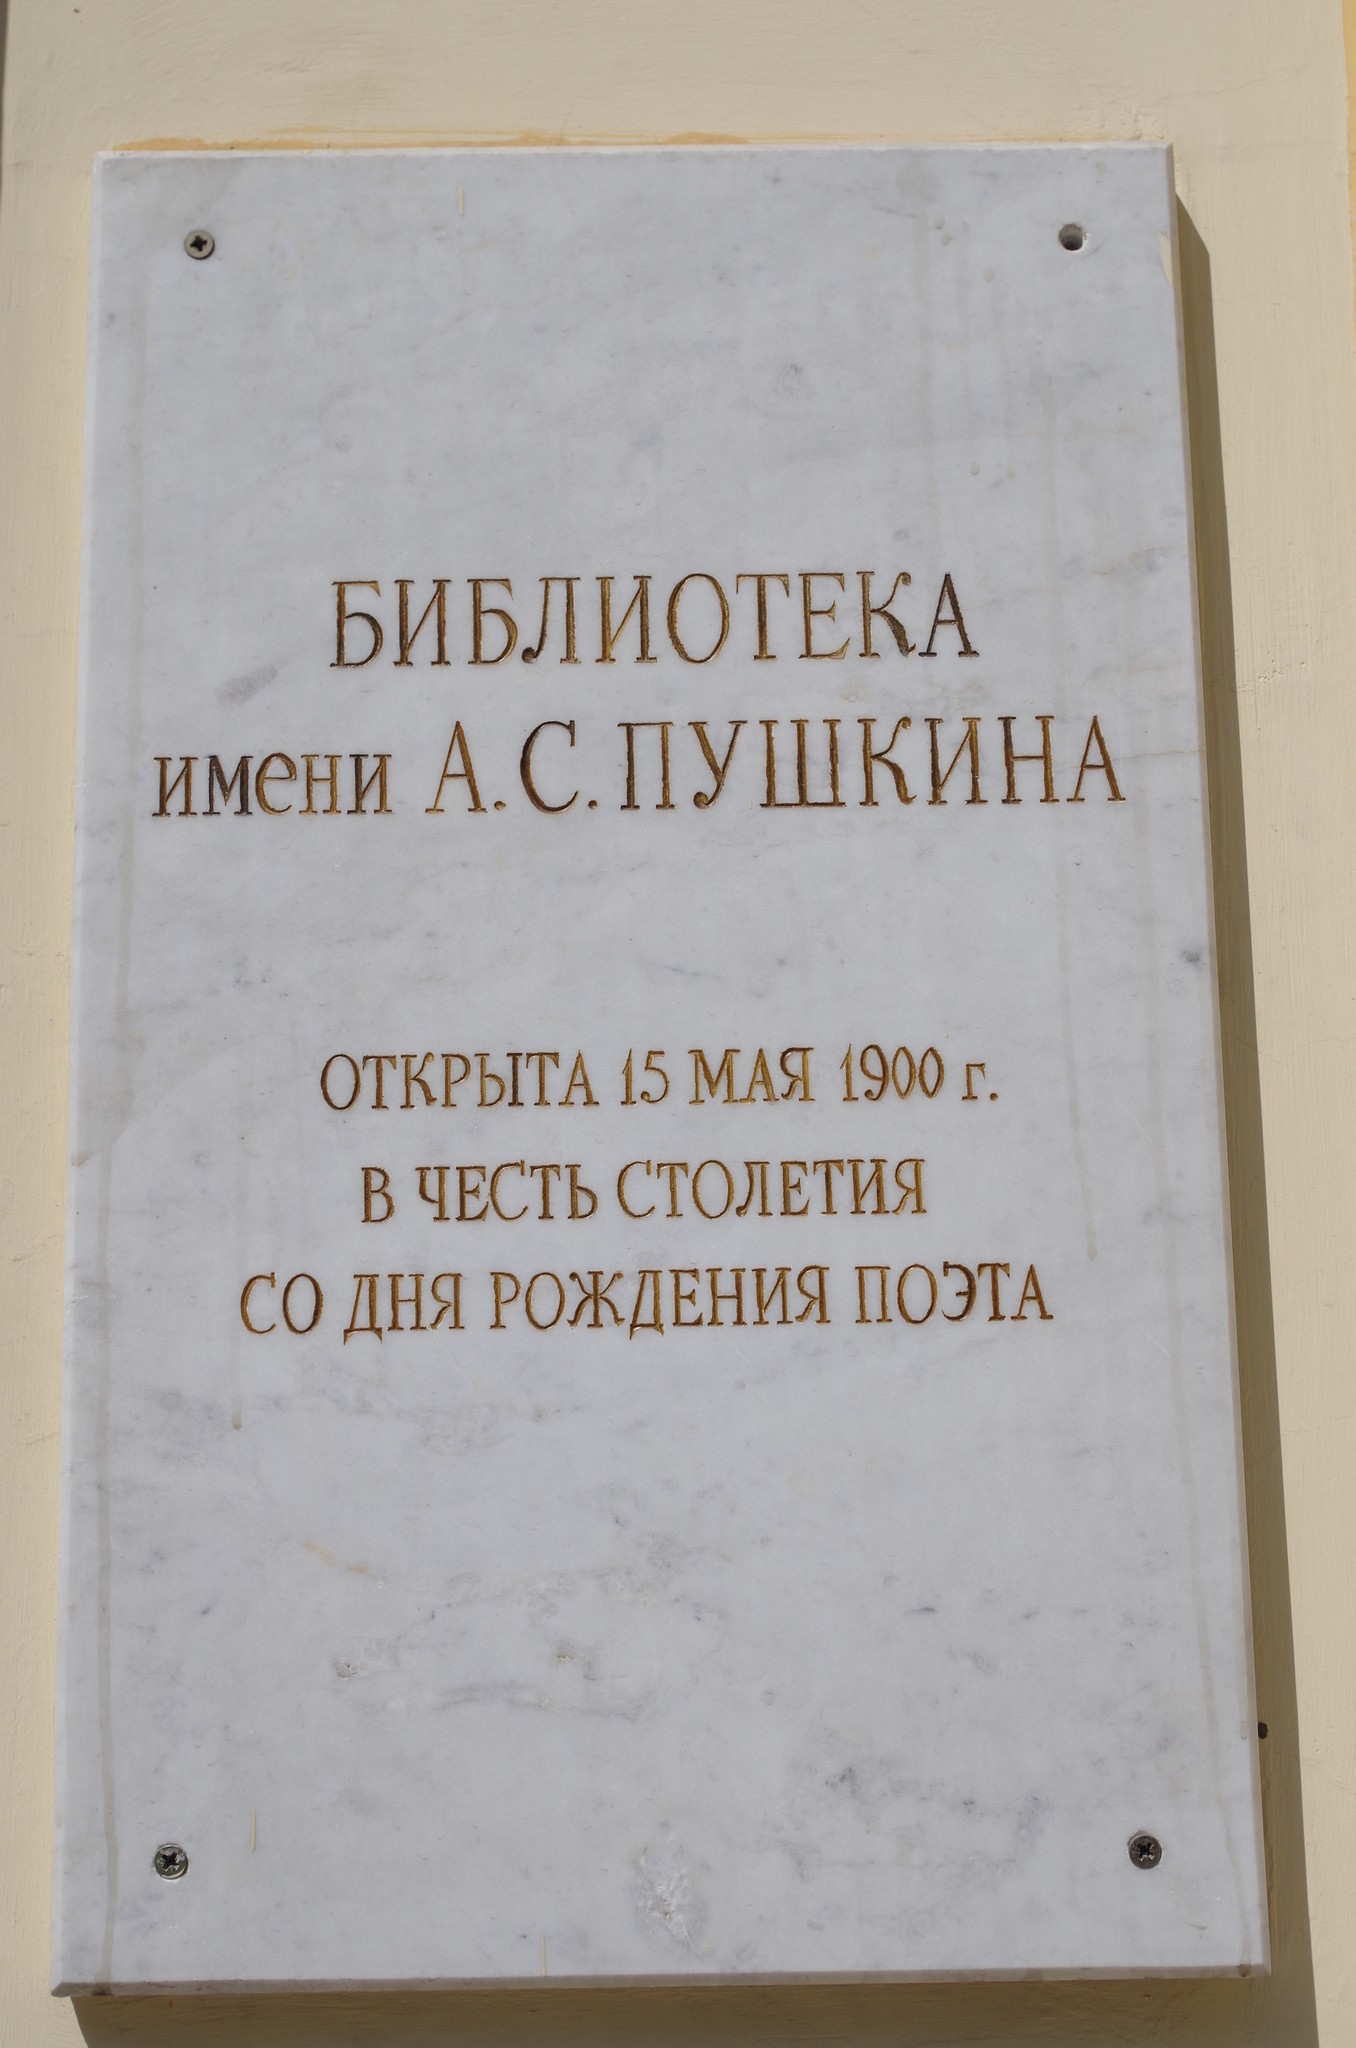 БИБЛИОТЕКА
имени А.С.ПУШКИНА
ОТКРЫТА 15 МАЯ 1900 г.
В ЧЕСТЬ СТОЛЕТИЯ
СО ДНЯ РОЖДЕНИЯ ПОЭТА